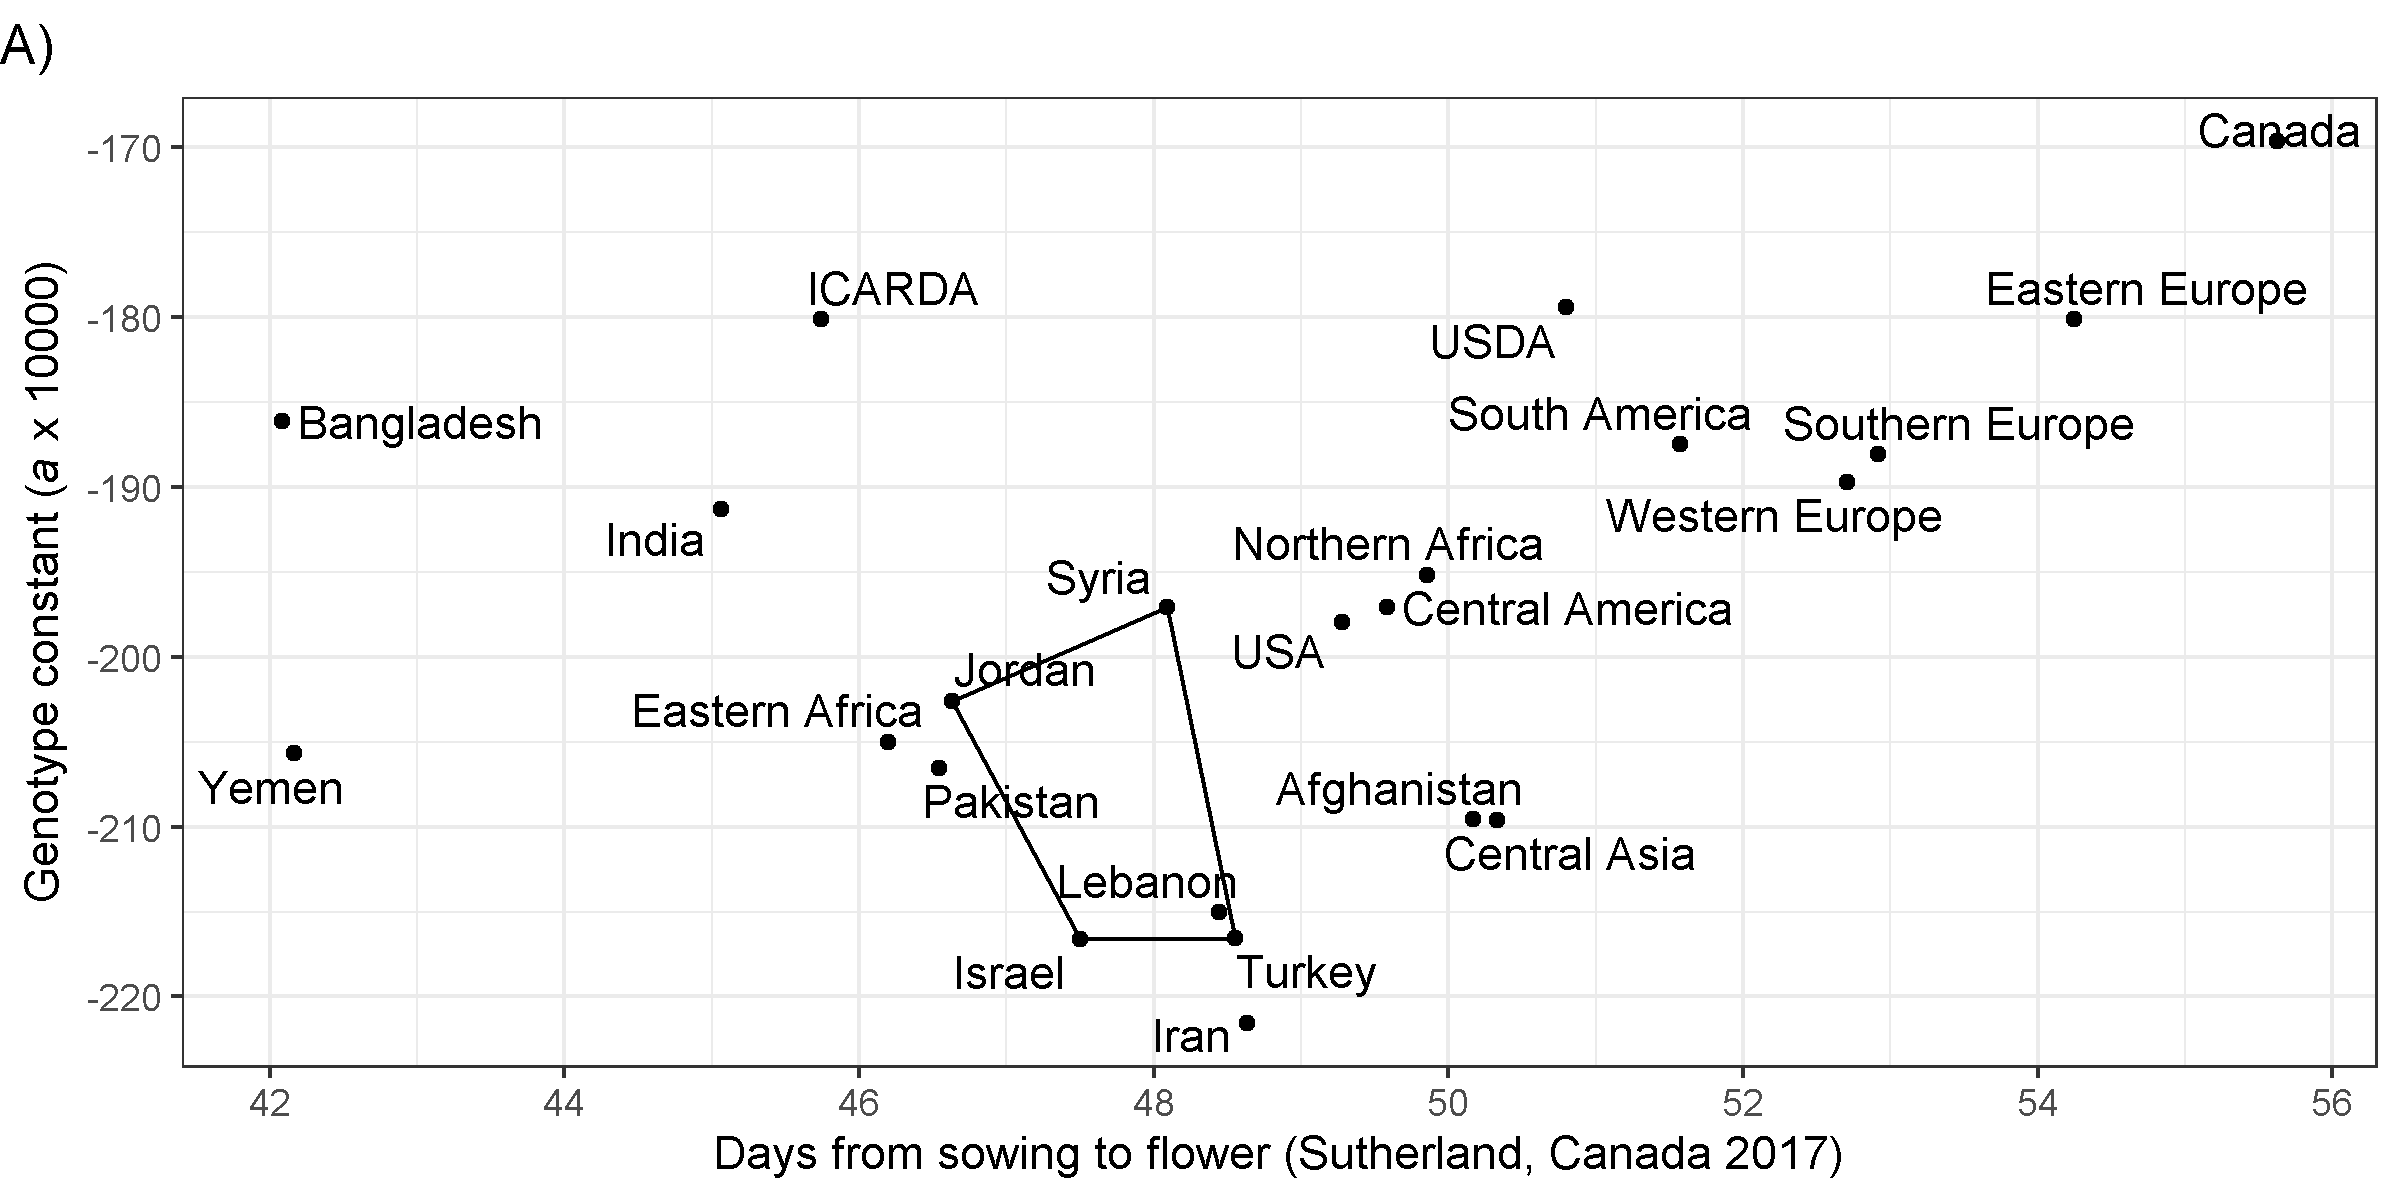 A)
Genotype constant (a x 10000)
-170
-180
-190
-200
-210
-220
Canada
ICARDA
Eastern Europe
USDA
Bangladesh
South America
Southern Europe
India
Western Europe
Northern Africa
Syria
Central America
USA
Jordan
Eastern Africa
Yemen
Pakistan
Afghanistan
Central Asia
Lebanon
Israel
Turkey
Iran
42 44 46 48 50 52 54 56
Days from sowing to flower (Sutherland, Canada 2017)